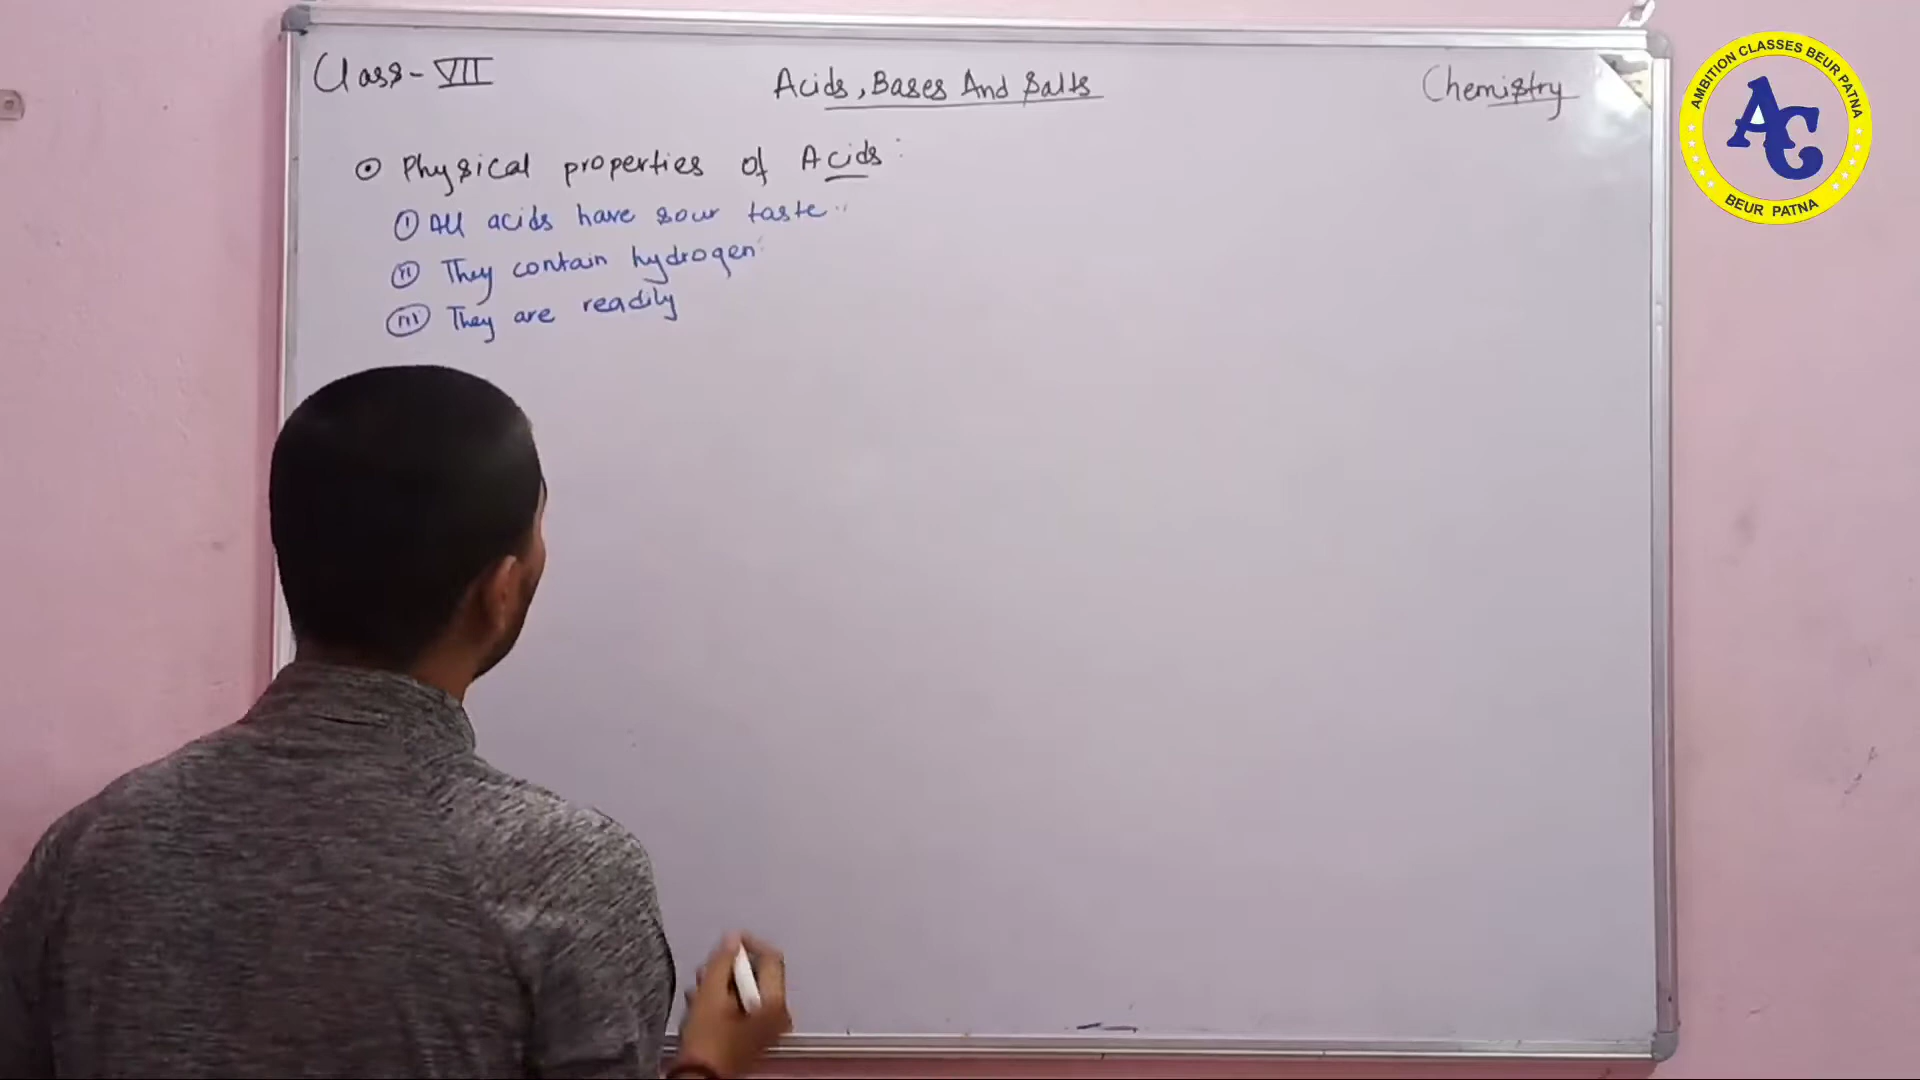 Class-VII
Acids, Bases And Salts
Chemistry
Physical properties of Acids:
(i) All acids have sour taste..
(ii) They contain hydrogen.
(iii) They are readily
AMBITION CLASSES BEUR PATNA
AC
BEUR PATNA